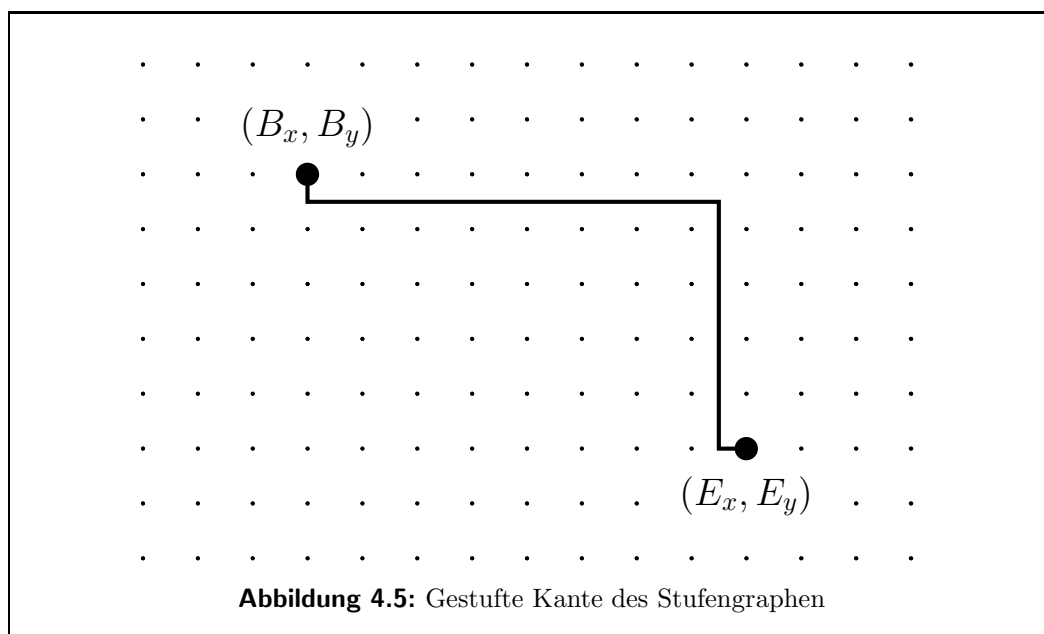 (B_x, B_y)
(E_x, E_y)
Abbildung 4.5: Gestufte Kante des Stufengraphen